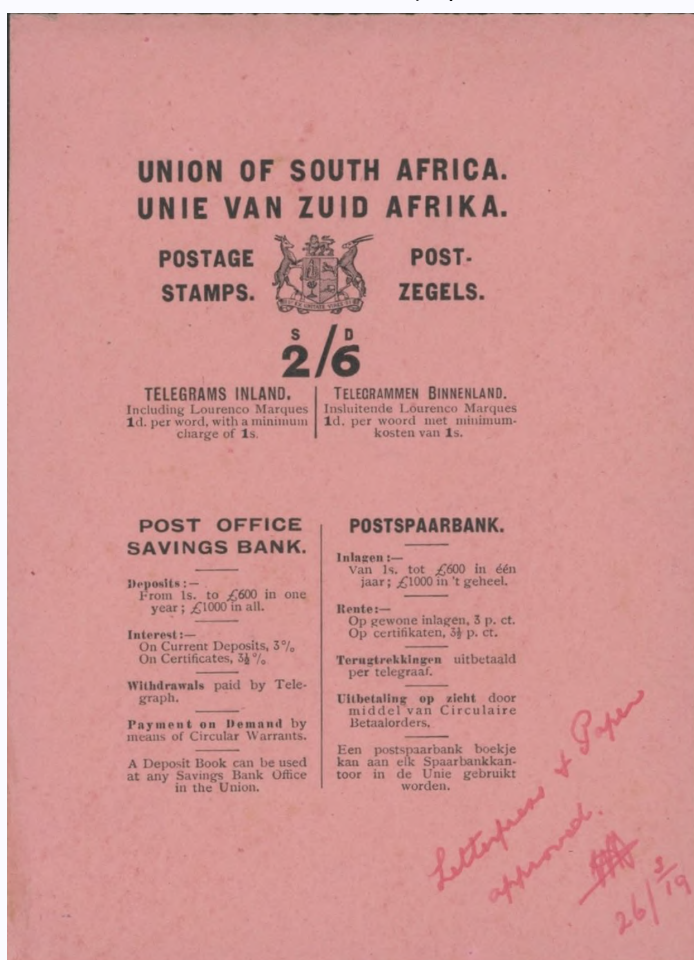 UNION OF SOUTH AFRICA.
UNIE VAN ZUID AFRIKA.
POSTAGE
STAMPS.
POST-
ZEGELS.
S D
2/6
TELEGRAMS INLAND.
Including Lourenco Marques
1d. per word, with a minimum
charge of 1s.
TELEGRAMMEN BINNENLAND.
Insluitende Lourenco Marques
1d. per woord met minimum-
kosten van 1s.
POST OFFICE
SAVINGS BANK.
Deposits:—
From 1s. to £600 in one
year; £1000 in all.
Interest:—
On Current Deposits, 3%
On Certificates, 3½%
Withdrawals paid by Tele-
graph.
Payment on Demand by
means of Circular Warrants.
A Deposit Book can be used
at any Savings Bank Office
in the Union.
POSTSPAARBANK.
Inlagen:—
Van 1s. tot £600 in één
jaar; £1000 in 't geheel.
Rente:—
Op gewone inlagen, 3 p. ct.
Op certifikaten, 3½ p. ct.
Terugtrekkingen uitbetaald
per telegraaf.
Uitbetaling op zicht door
middel van Circulaire
Betaalorders.
Een postspaarbank boekje
kan aan elk Spaarbankkan-
toor in de Unie gebruikt
worden.
Letterpress & Paper
approved.
26/3/19